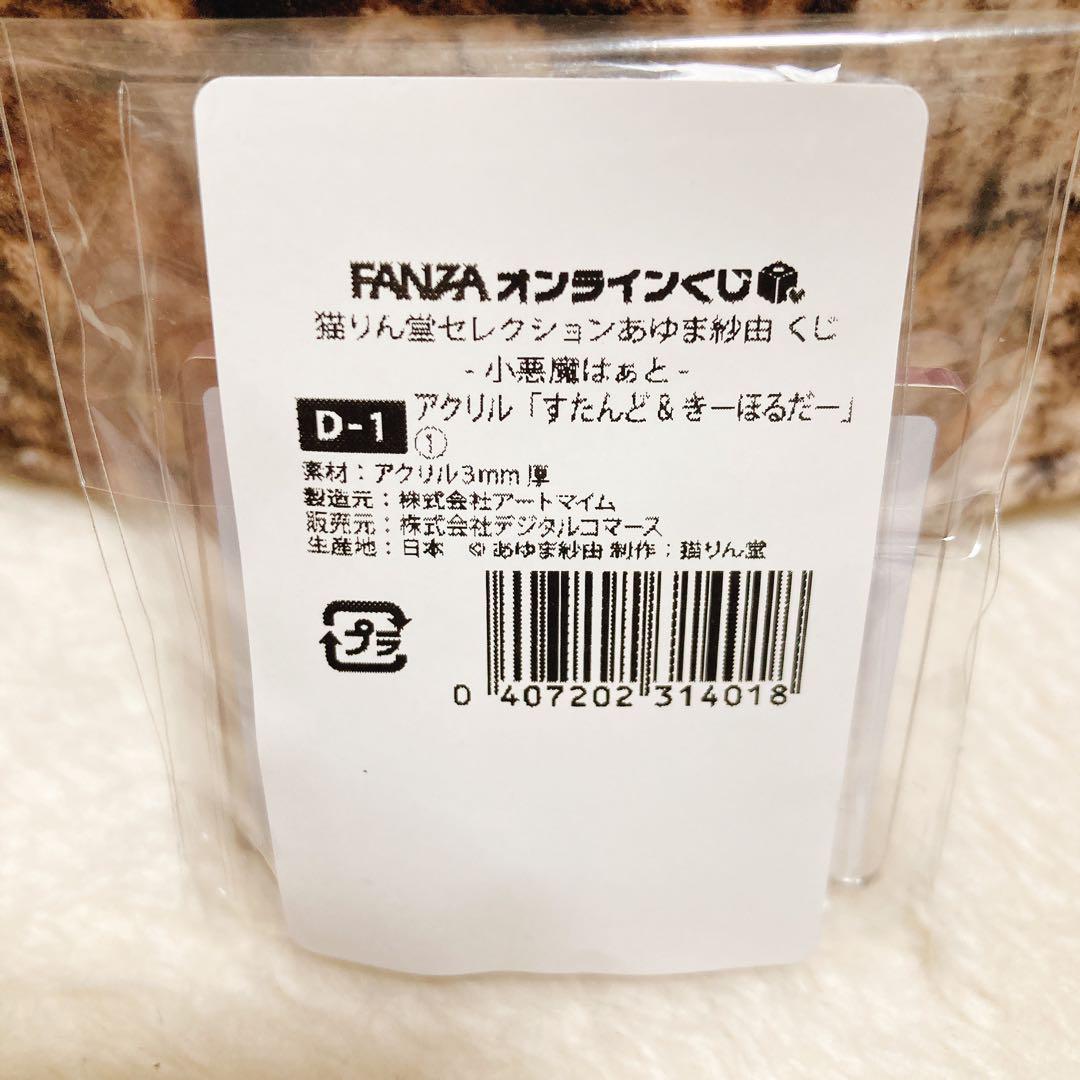 FANZA オンラインくじ
猫りん堂セレクションあゆま紗由 くじ
- 小悪魔はぁと -
D-1 アクリル「すたんど & きーほるだー」
①
素材：アクリル3mm 厚
製造元：株式会社アートマイム
販売元：株式会社デジタルコマース
生産地：日本 © あゆま紗由 制作：猫りん堂
プラ
0 407202 314018